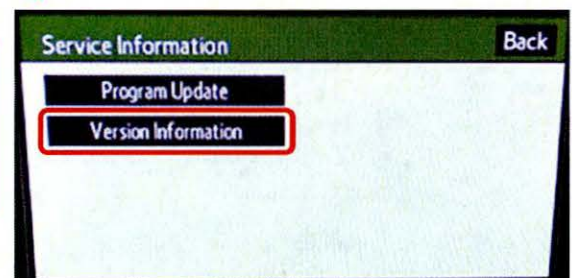 Service Information
Back
Program Update
Version Information